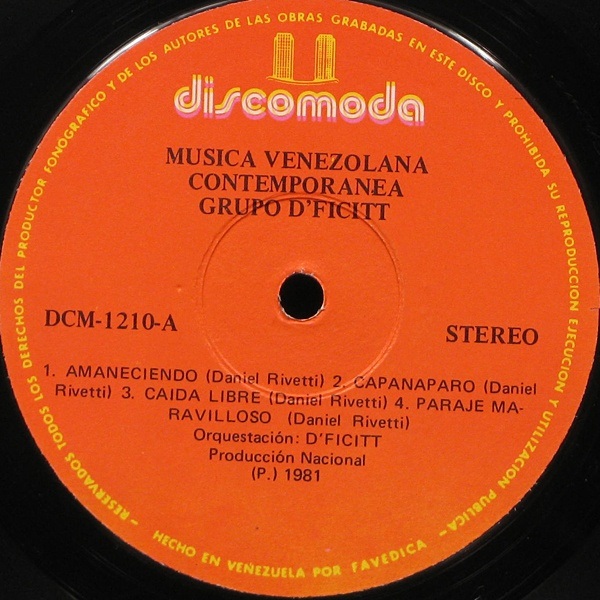 discomoda
MUSICA VENEZOLANA
CONTEMPORANEA
GRUPO D'FICITT
DCM-1210-A
STEREO
1. AMANECIENDO (Daniel Rivetti) 2. CAPANAPARO (Daniel
Rivetti) 3. CAIDA LIBRE (Daniel Rivetti) 4. PARAJE MA-
RAVILLOSO (Daniel Rivetti)
Orquestación: D'FICITT
Producción Nacional
(P.) 1981
-RESERVADOS TODOS LOS DERECHOS DEL PRODUCTOR FONOGRAFICO Y DE LOS AUTORES DE LAS OBRAS GRABADAS EN ESTE DISCO Y PROHIBIDA SU REPRODUCCION EJECUCION Y UTILIZACION PUBLICA-
HECHO EN VENEZUELA POR FAVEDICA